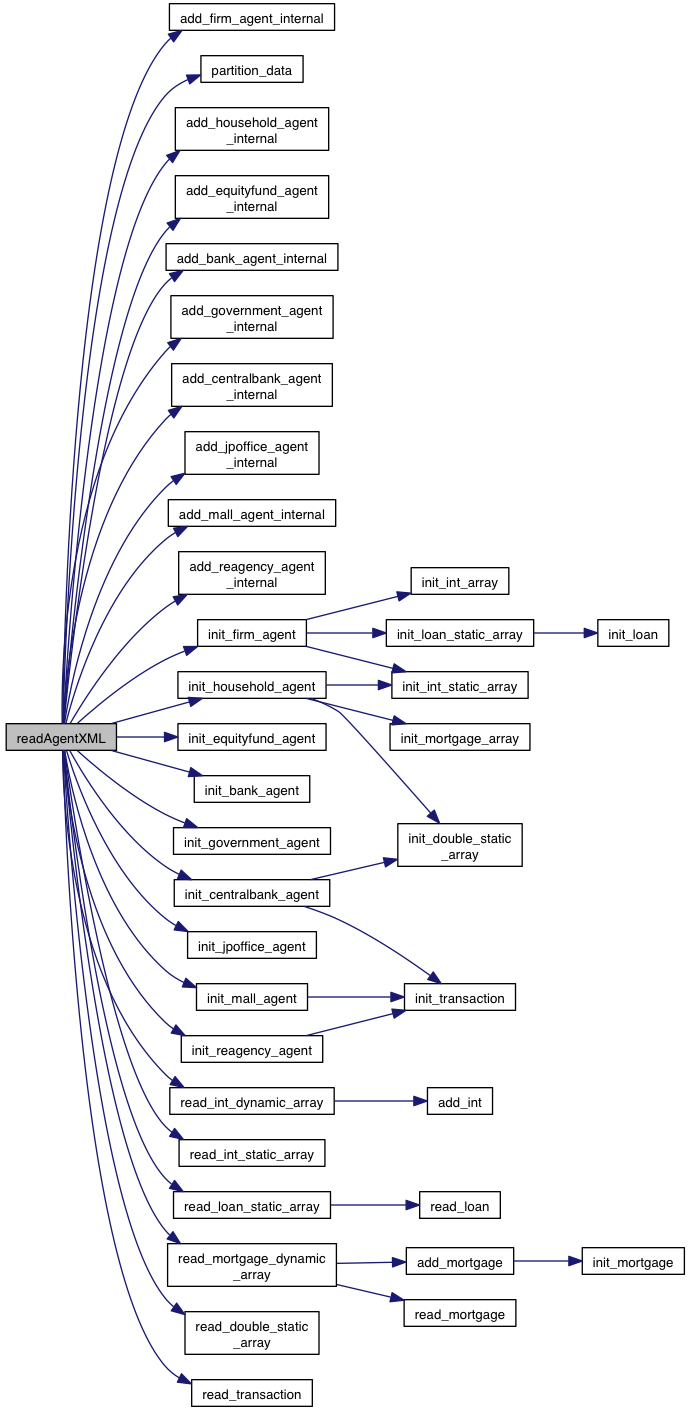 add_firm_agent_internal
partition_data
add_household_agent
_internal
add_equityfund_agent
_internal
add_bank_agent_internal
add_government_agent
_internal
add_centralbank_agent
_internal
add_jpoffice_agent
_internal
add_mall_agent_internal
add_reagency_agent
_internal
init_int_array
init_firm_agent
init_loan_static_array
init_loan
init_household_agent
init_int_static_array
readAgentXML
init_equityfund_agent
init_mortgage_array
init_bank_agent
init_government_agent
init_double_static
_array
init_centralbank_agent
init_jpoffice_agent
init_mall_agent
init_transaction
init_reagency_agent
read_int_dynamic_array
add_int
read_int_static_array
read_loan_static_array
read_loan
read_mortgage_dynamic
_array
add_mortgage
init_mortgage
read_mortgage
read_double_static
_array
read_transaction